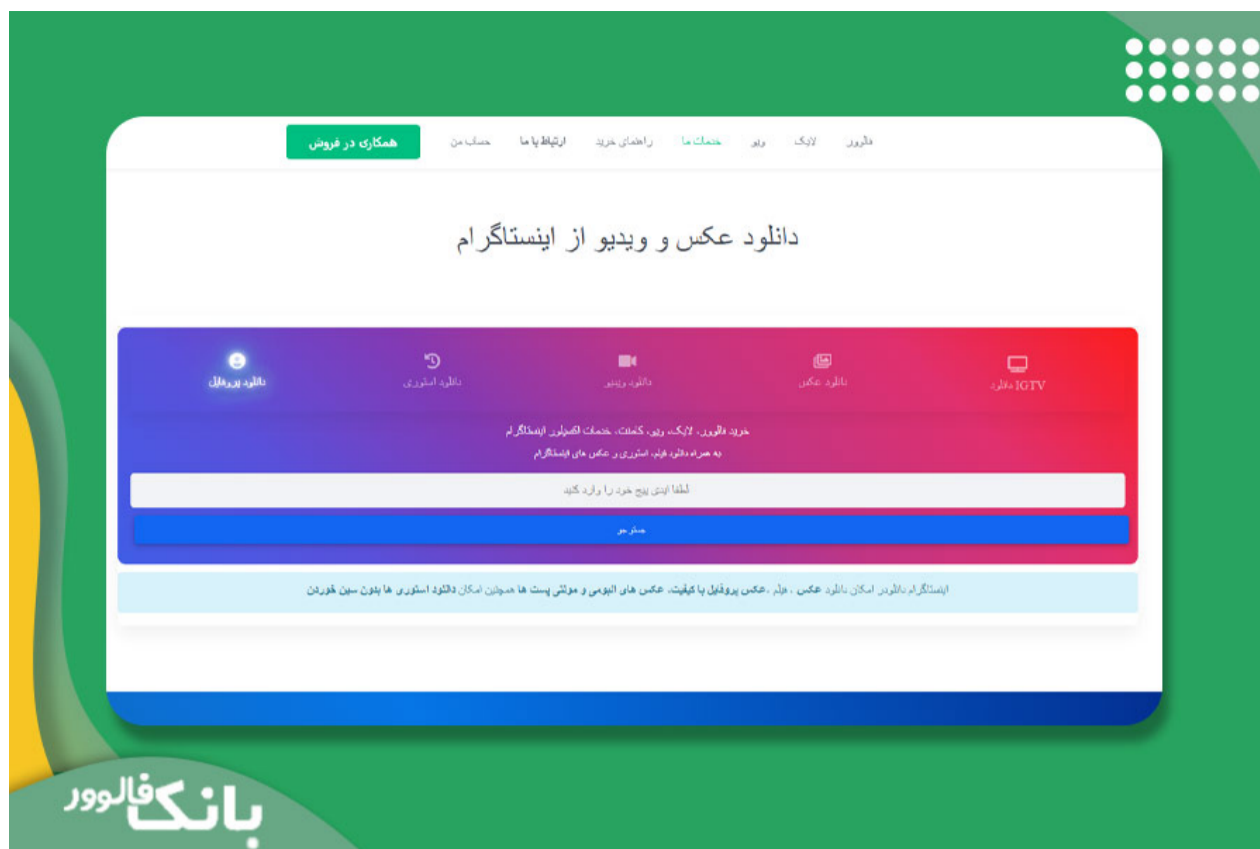 فالوور لایک ویو خدمات ما راهنمای خرید ارتباط با ما حساب من همکاری در فروش
دانلود عکس و ویدیو از اینستاگرام
دانلود IGTV دانلود عکس دانلود ویدیو دانلود استوری دانلود پروفایل
خرید فالوور، لایک، ویو، کامنت، خدمات اکسپلور اینستاگرام
به همراه دانلود فیلم، استوری و عکس های اینستاگرام
لطفا ایدی پیج خود را وارد کنید
جستوجو
اینستاگرام دانلودر امکان دانلود عکس ، فیلم ،عکس پروفایل با کیفیت، عکس های البومی و مولتی پست ها همچنین امکان دانلود استوری ها بدون سین خوردن
بانک فالوور